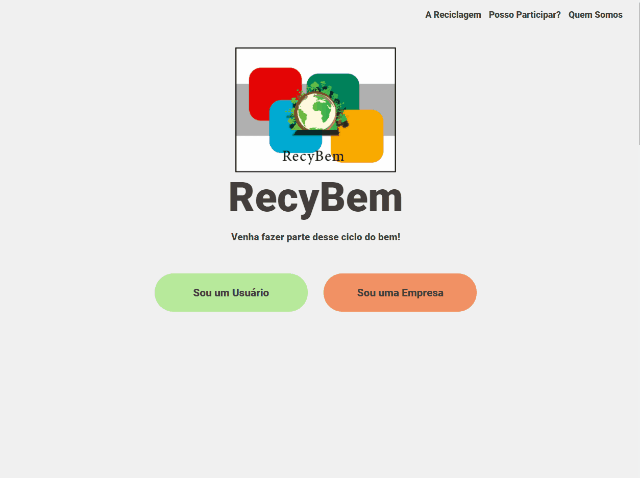 A Reciclagem Posso Participar? Quem Somos
RecyBem
RecyBem
Venha fazer parte desse ciclo do bem!
Sou um Usuário Sou uma Empresa